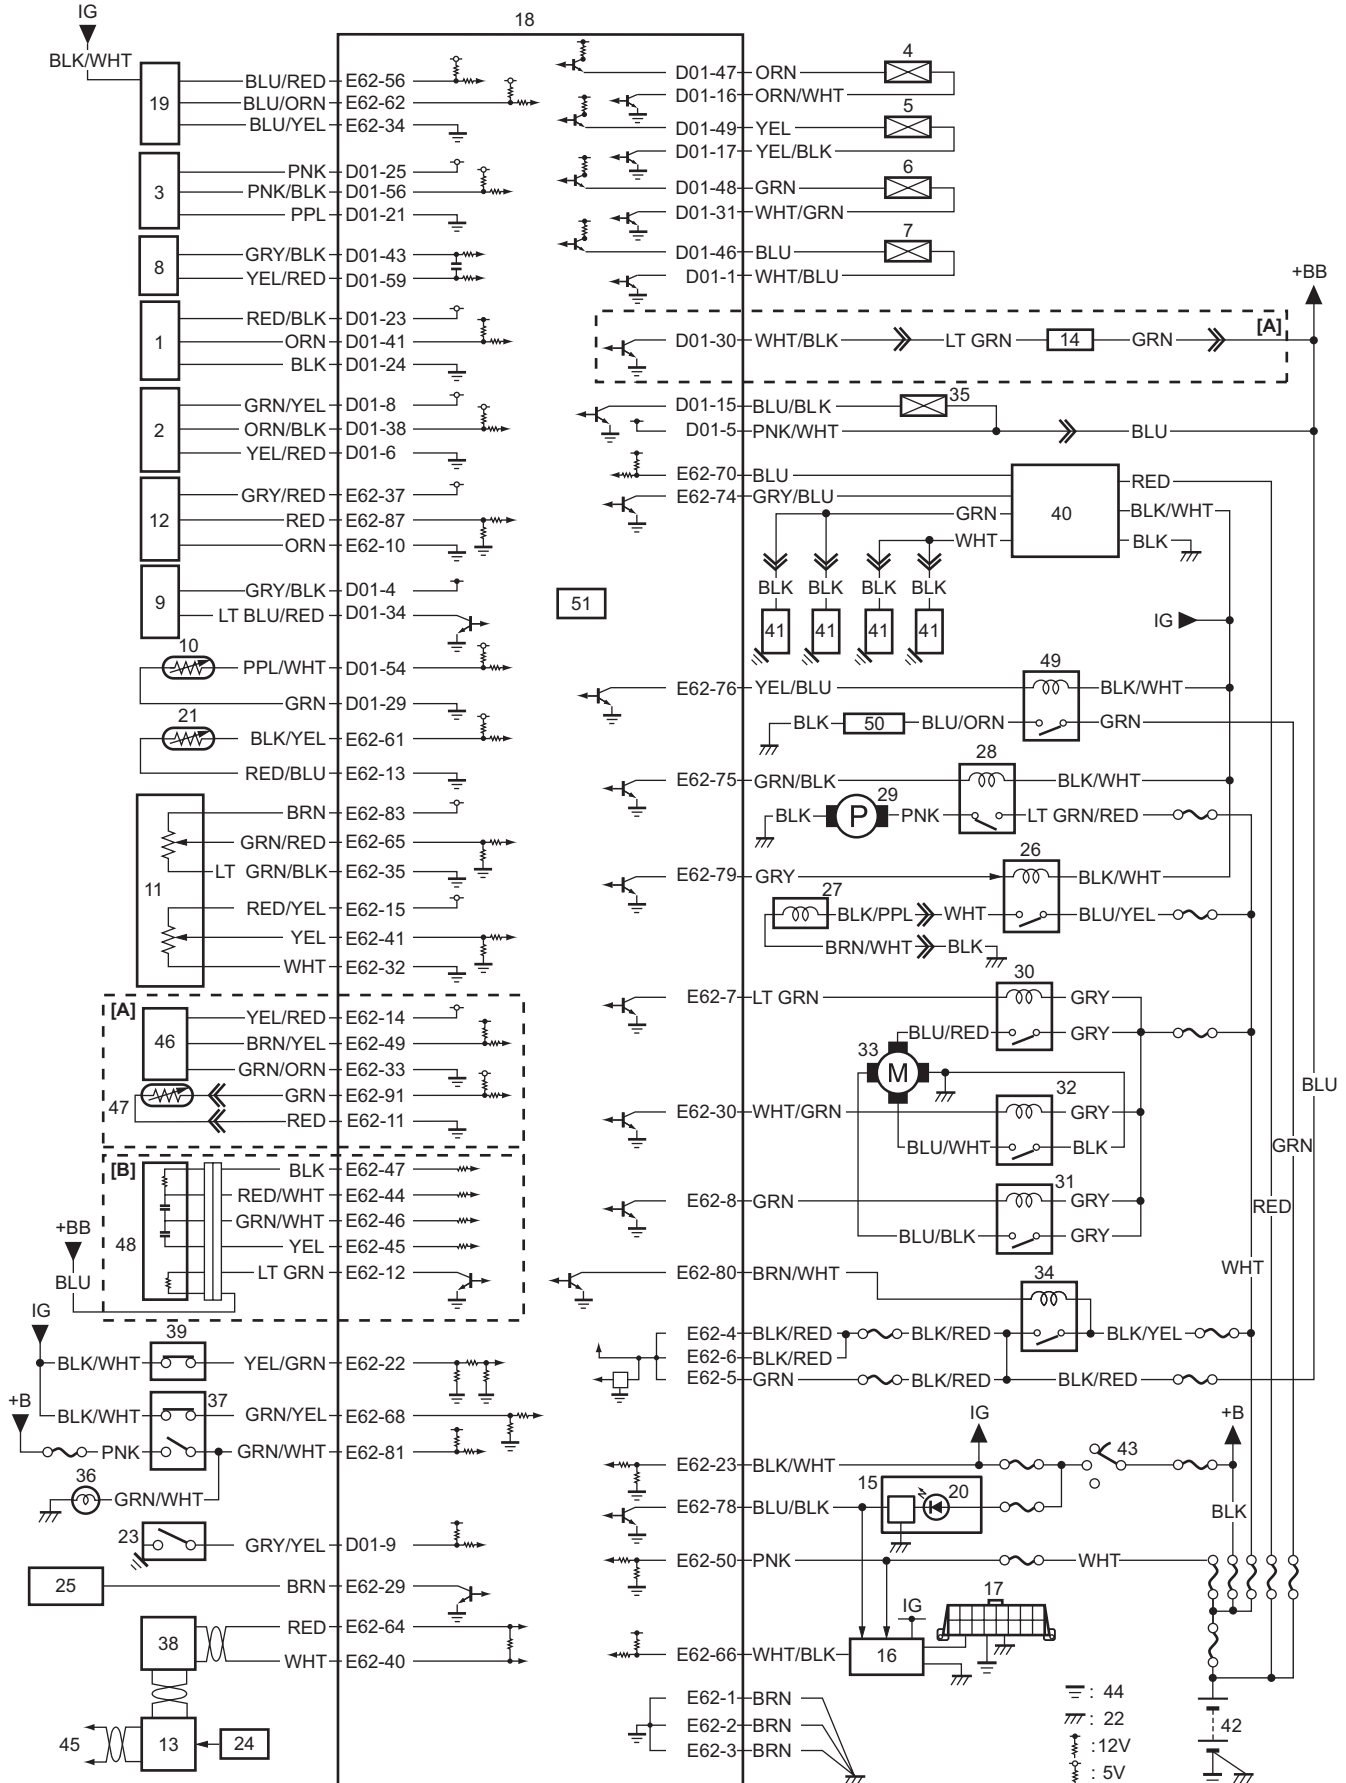 IG
18
BLK/WHT
19
BLU/RED E62-56
BLU/ORN E62-62
BLU/YEL E62-34
3
PNK D01-25
PNK/BLK D01-56
PPL D01-21
8
GRY/BLK D01-43
YEL/RED D01-59
1
RED/BLK D01-23
ORN D01-41
BLK D01-24
2
GRN/YEL D01-8
ORN/BLK D01-38
YEL/RED D01-6
12
GRY/RED E62-37
RED E62-87
ORN E62-10
9
GRY/BLK D01-4
LT BLU/RED D01-34
10
PPL/WHT D01-54
GRN D01-29
21
BLK/YEL E62-61
RED/BLU E62-13
11
BRN E62-83
GRN/RED E62-65
LT GRN/BLK E62-35
RED/YEL E62-15
YEL E62-41
WHT E62-32
[A]
46
YEL/RED E62-14
BRN/YEL E62-49
GRN/ORN E62-33
47
GRN E62-91
RED E62-11
[B]
48
BLK E62-47
RED/WHT E62-44
GRN/WHT E62-46
YEL E62-45
LT GRN E62-12
+BB
BLU
IG
39
BLK/WHT YEL/GRN E62-22
+B
37
BLK/WHT GRN/YEL E62-68
PNK GRN/WHT E62-81
36
GRN/WHT
23
GRY/YEL D01-9
25
BRN E62-29
38
RED E62-64
WHT E62-40
45
13
24
51
4
D01-47 ORN
D01-16 ORN/WHT
5
D01-49 YEL
D01-17 YEL/BLK
6
D01-48 GRN
D01-31 WHT/GRN
7
D01-46 BLU
D01-1 WHT/BLU
+BB
[A]
D01-30 WHT/BLK LT GRN 14 GRN
D01-15 BLU/BLK 35
D01-5 PNK/WHT BLU
E62-70 BLU
E62-74 GRY/BLU
40
RED
GRN
BLK/WHT
WHT
BLK
BLK BLK BLK BLK
41 41 41 41
IG
49
E62-76 YEL/BLU BLK/WHT
BLK 50 BLU/ORN GRN
28
E62-75 GRN/BLK BLK/WHT
29
BLK P PNK LT GRN/RED
26
E62-79 GRY BLK/WHT
27
BLK/PPL WHT BLU/YEL
BRN/WHT BLK
30
E62-7 LT GRN GRY
BLU/RED GRY
33
M
32
E62-30 WHT/GRN GRY
BLU/WHT BLK
31
E62-8 GRN GRY
BLU/BLK GRY
BLU
GRN
RED
WHT
E62-80 BRN/WHT
34
E62-4 BLK/RED BLK/RED BLK/YEL
E62-6 BLK/RED
E62-5 GRN BLK/RED BLK/RED
IG
+B
43
E62-23 BLK/WHT
15
20
E62-78 BLU/BLK
BLK
E62-50 PNK WHT
17
IG
E62-66 WHT/BLK 16
E62-1 BRN
E62-2 BRN
E62-3 BRN
: 44
: 22
:12V
: 5V
42